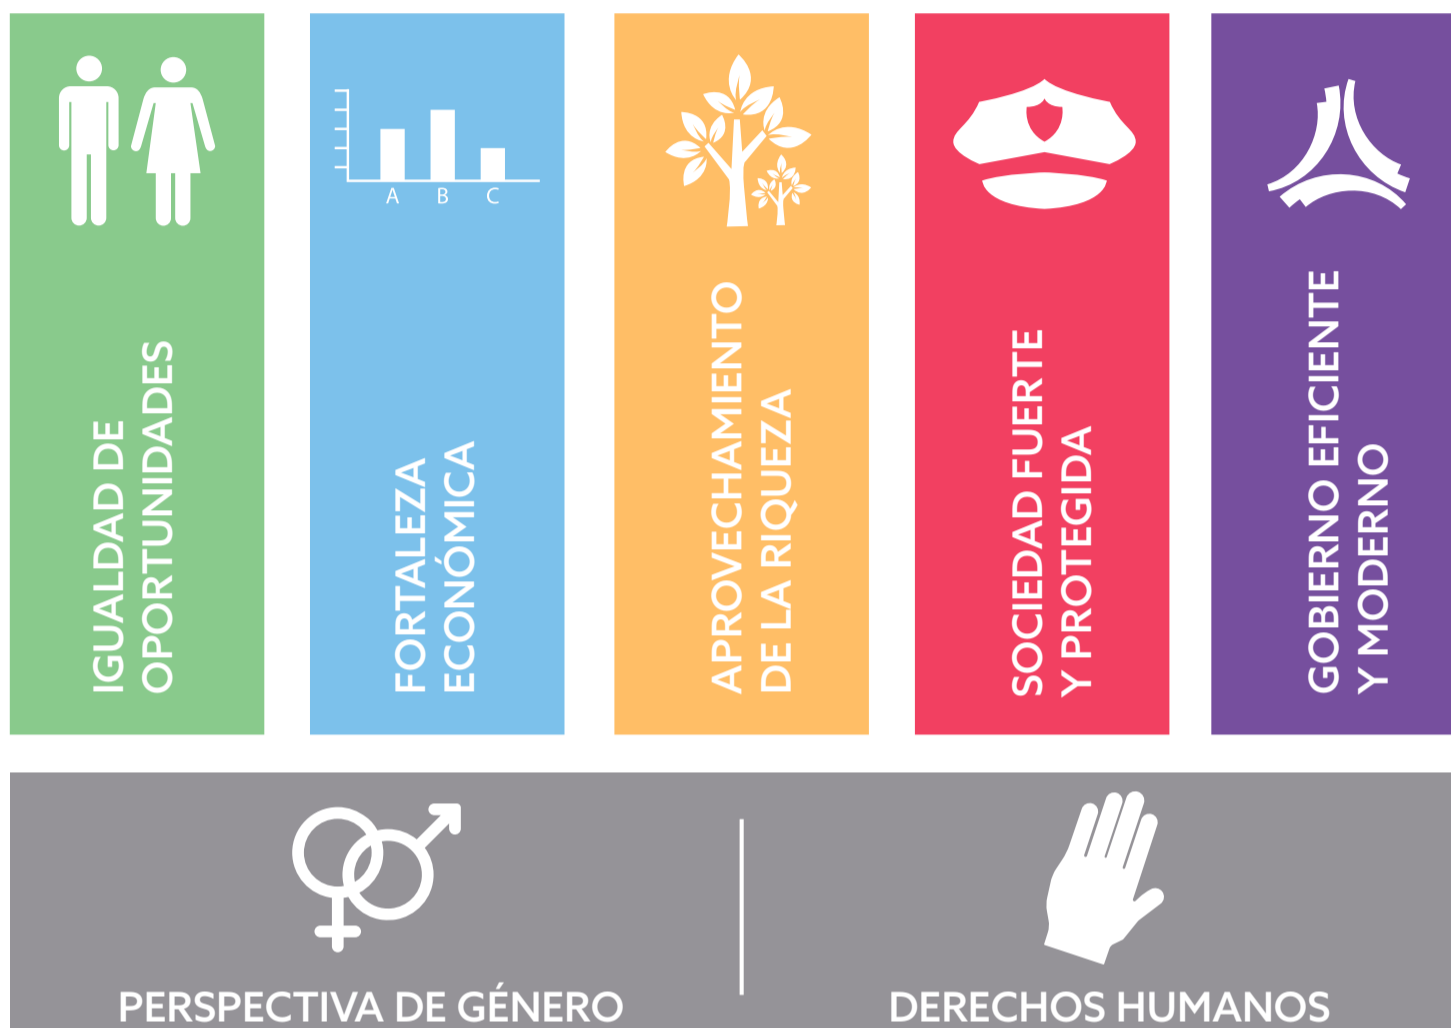 IGUALDAD DE
OPORTUNIDADES
A B C
FORTALEZA
ECONÓMICA
APROVECHAMIENTO
DE LA RIQUEZA
SOCIEDAD FUERTE
Y PROTEGIDA
GOBIERNO EFICIENTE
Y MODERNO
PERSPECTIVA DE GÉNERO
DERECHOS HUMANOS